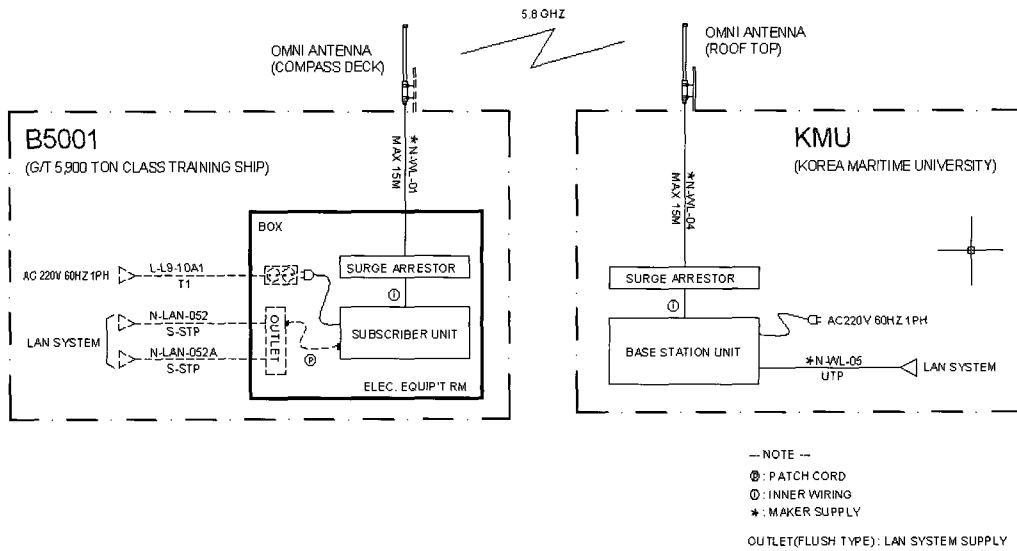 5.8 GHZ
OMNI ANTENNA
(COMPASS DECK)
OMNI ANTENNA
(ROOF TOP)
B5001
(G/T 5,900 TON CLASS TRAINING SHIP)
*N-WL-01
MAX 15M
BOX
AC 220V 60HZ 1PH
L-L9-10A1
T1
SURGE ARRESTOR
I
N-LAN-052
S-STP
LAN SYSTEM
N-LAN-052A
S-STP
OUTLET
SUBSCRIBER UNIT
P
ELEC. EQUIP'T RM
KMU
(KOREA MARITIME UNIVERSITY)
*N-WL-04
MAX 15M
SURGE ARRESTOR
I
BASE STATION UNIT
AC220V 60HZ 1PH
*N-WL-05
UTP
LAN SYSTEM
--- NOTE ---
Ⓟ : PATCH CORD
Ⓘ : INNER WIRING
* : MAKER SUPPLY
OUTLET(FLUSH TYPE) : LAN SYSTEM SUPPLY